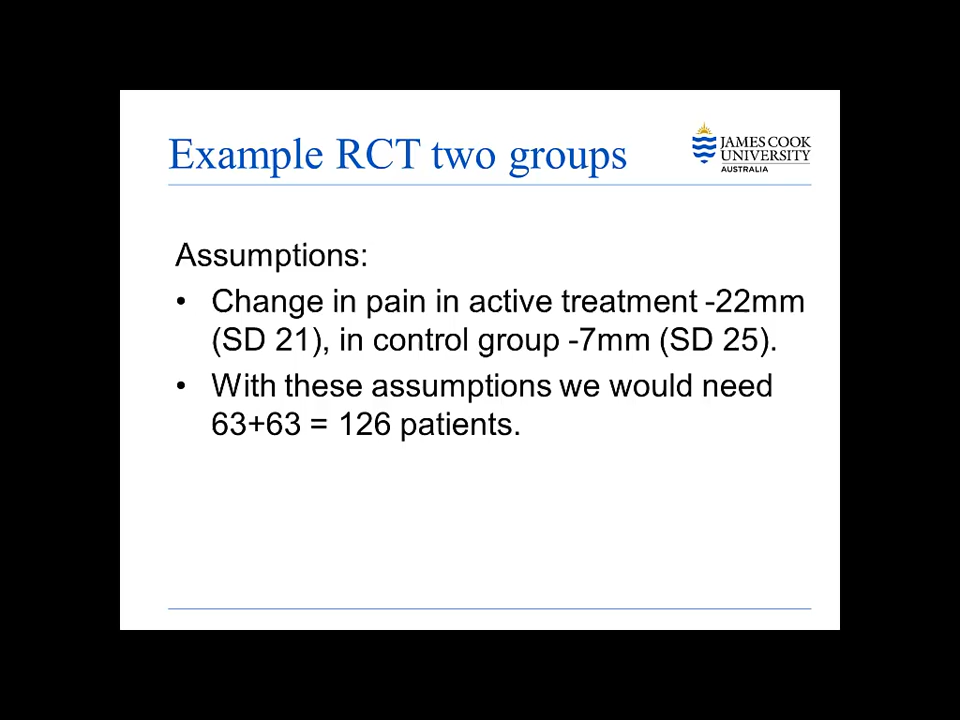 Example RCT two groups
JAMES COOK
UNIVERSITY
AUSTRALIA
Assumptions:
• Change in pain in active treatment -22mm
(SD 21), in control group -7mm (SD 25).
• With these assumptions we would need
63+63 = 126 patients.